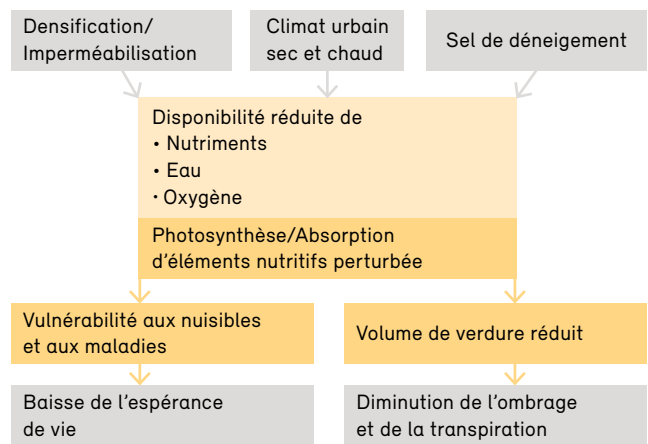 Densification/
Imperméabilisation
Climat urbain
sec et chaud
Sel de déneigement
Disponibilité réduite de
• Nutriments
• Eau
• Oxygène
Photosynthèse/Absorption
d'éléments nutritifs perturbée
Vulnérabilité aux nuisibles
et aux maladies
Volume de verdure réduit
Baisse de l'espérance
de vie
Diminution de l'ombrage
et de la transpiration